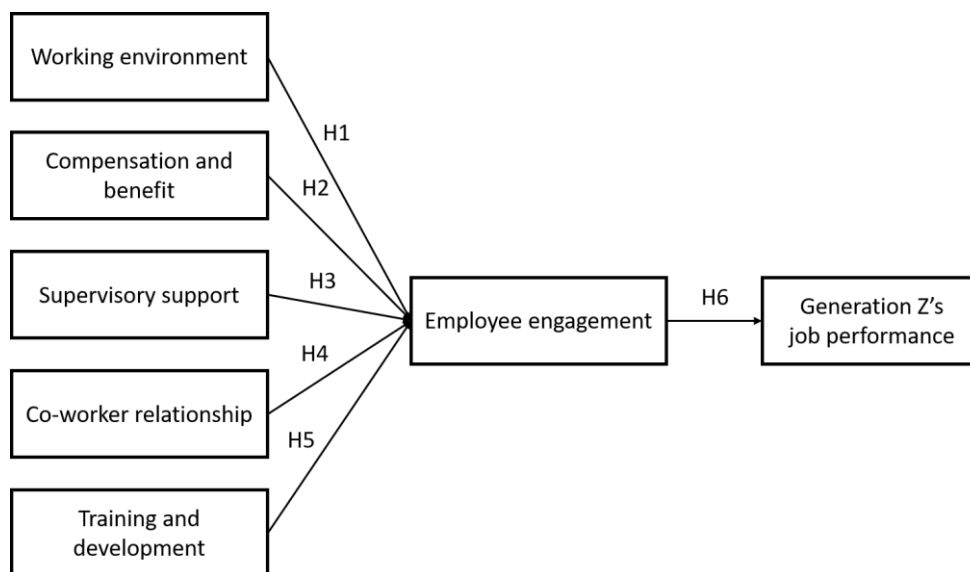 Working environment
H1
Compensation and
benefit
H2
Supervisory support
H3
Employee engagement
H6
Generation Z’s
job performance
H4
Co-worker relationship
H5
Training and
development